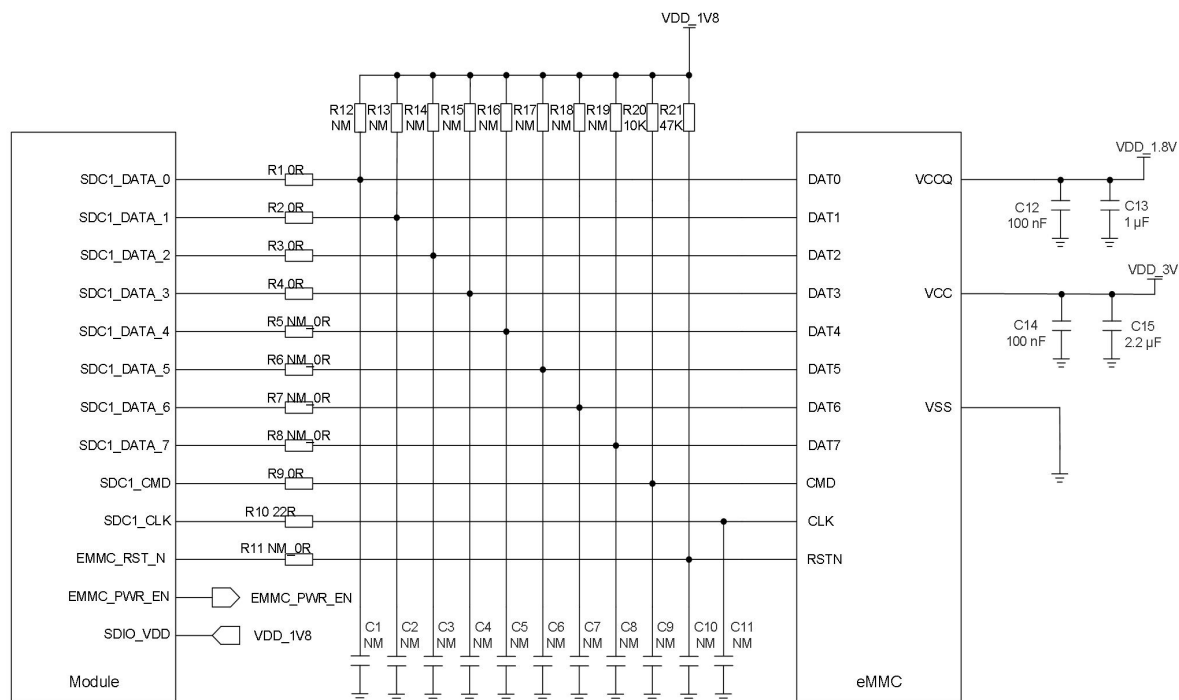 VDD_1V8
R12 R13 R14 R15 R16 R17 R18 R19 R20 R21
NM NM NM NM NM NM NM NM 10K 47K
VDD_1.8V
SDC1_DATA_0 R1 0R DAT0 VCCQ
C12 C13
100 nF 1 µF
SDC1_DATA_1 R2 0R DAT1
SDC1_DATA_2 R3 0R DAT2
VDD_3V
SDC1_DATA_3 R4 0R DAT3 VCC
C14 C15
100 nF 2.2 µF
SDC1_DATA_4 R5 NM_0R DAT4
SDC1_DATA_5 R6 NM_0R DAT5
SDC1_DATA_6 R7 NM_0R DAT6 VSS
SDC1_DATA_7 R8 NM_0R DAT7
SDC1_CMD R9 0R CMD
SDC1_CLK R10 22R CLK
EMMC_RST_N R11 NM_0R RSTN
EMMC_PWR_EN EMMC_PWR_EN
SDIO_VDD VDD_1V8
C1 C2 C3 C4 C5 C6 C7 C8 C9 C10 C11
NM NM NM NM NM NM NM NM NM NM NM
Module eMMC